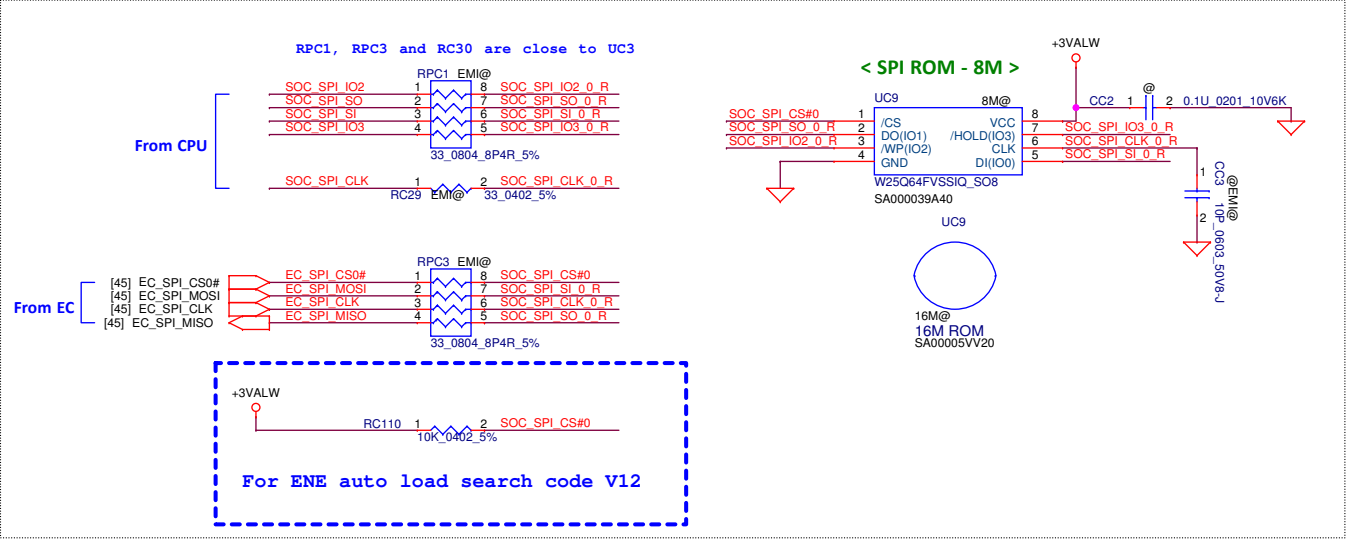 RPC1, RPC3 and RC30 are close to UC3
RPC1 EMI@
SOC_SPI_IO2 1 8 SOC_SPI_IO2_0_R
SOC_SPI_SO 2 7 SOC_SPI_SO_0_R
SOC_SPI_SI 3 6 SOC_SPI_SI_0_R
SOC_SPI_IO3 4 5 SOC_SPI_IO3_0_R
From CPU
33_0804_8P4R_5%
SOC_SPI_CLK 1 2 SOC_SPI_CLK_0_R
RC29 EMI@ 33_0402_5%
RPC3 EMI@
[45] EC_SPI_CS0# EC_SPI_CS0# 1 8 SOC_SPI_CS#0
[45] EC_SPI_MOSI EC_SPI_MOSI 2 7 SOC_SPI_SI_0_R
[45] EC_SPI_CLK EC_SPI_CLK 3 6 SOC_SPI_CLK_0_R
[45] EC_SPI_MISO EC_SPI_MISO 4 5 SOC_SPI_SO_0_R
From EC
33_0804_8P4R_5%
+3VALW
RC110 1 2 SOC_SPI_CS#0
10K_0402_5%
For ENE auto load search code V12
+3VALW
< SPI ROM - 8M >
@
UC9 8M@ CC2 1 2 0.1U_0201_10V6K
SOC_SPI_CS#0 1 /CS VCC 8
SOC_SPI_SO_0_R 2 DO(IO1) /HOLD(IO3) 7 SOC_SPI_IO3_0_R
SOC_SPI_IO2_0_R 3 /WP(IO2) CLK 6 SOC_SPI_CLK_0_R
4 GND DI(IO0) 5 SOC_SPI_SI_0_R
W25Q64FVSSIQ_SO8
SA000039A40
1
2
CC3 10P_0603_50V8-J
@EMI@
UC9
16M@
16M ROM
SA00005VV20